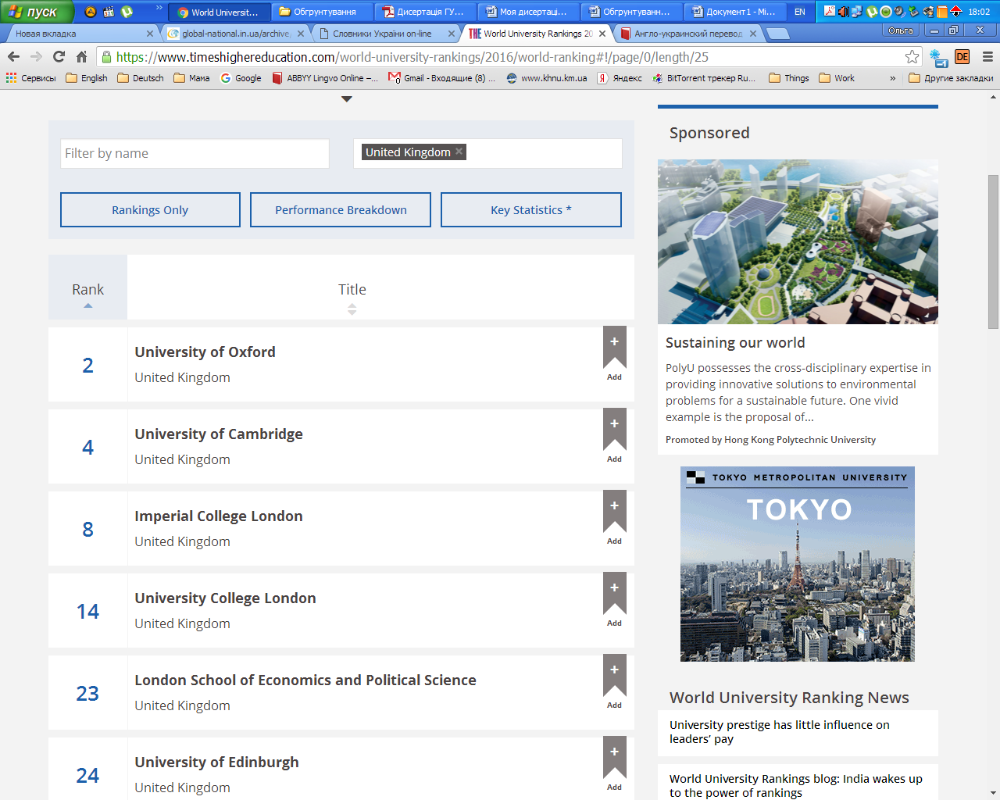 пуск
World Universit...
Обгрунтування
Дисертація ГУ...
Моя дисертаці...
Обгрунтуванн...
Документ1 - Mi...
EN
18:02
Новая вкладка
global-national.in.ua/archive
Словники України on-line
THE World University Rankings 20
Англо-украинский перевод
Ольга
https://www.timeshighereducation.com/world-university-rankings/2016/world-ranking#!/page/0/length/25
DE
-1
Сервисы
English
Deutsch
Мама
Google
ABBYY Lingvo Online –...
Gmail - Входящие (8) ...
www.khnu.km.ua
Яндекс
BitTorrent трекер Ru...
Things
Work
»
Другие закладки
Filter by name
United Kingdom ×
Rankings Only
Performance Breakdown
Key Statistics *
Rank
Title
2
University of Oxford
United Kingdom
+
Add
4
University of Cambridge
United Kingdom
+
Add
8
Imperial College London
United Kingdom
+
Add
14
University College London
United Kingdom
+
Add
23
London School of Economics and Political Science
United Kingdom
+
Add
24
University of Edinburgh
United Kingdom
+
Add
Sponsored
Sustaining our world
PolyU possesses the cross-disciplinary expertise in
providing innovative solutions to environmental
problems for a sustainable future. One vivid
example is the proposal of...
Promoted by Hong Kong Polytechnic University
TOKYO METROPOLITAN UNIVERSITY
TOKYO
World University Ranking News
University prestige has little influence on
leaders’ pay
World University Rankings blog: India wakes up
to the power of rankings